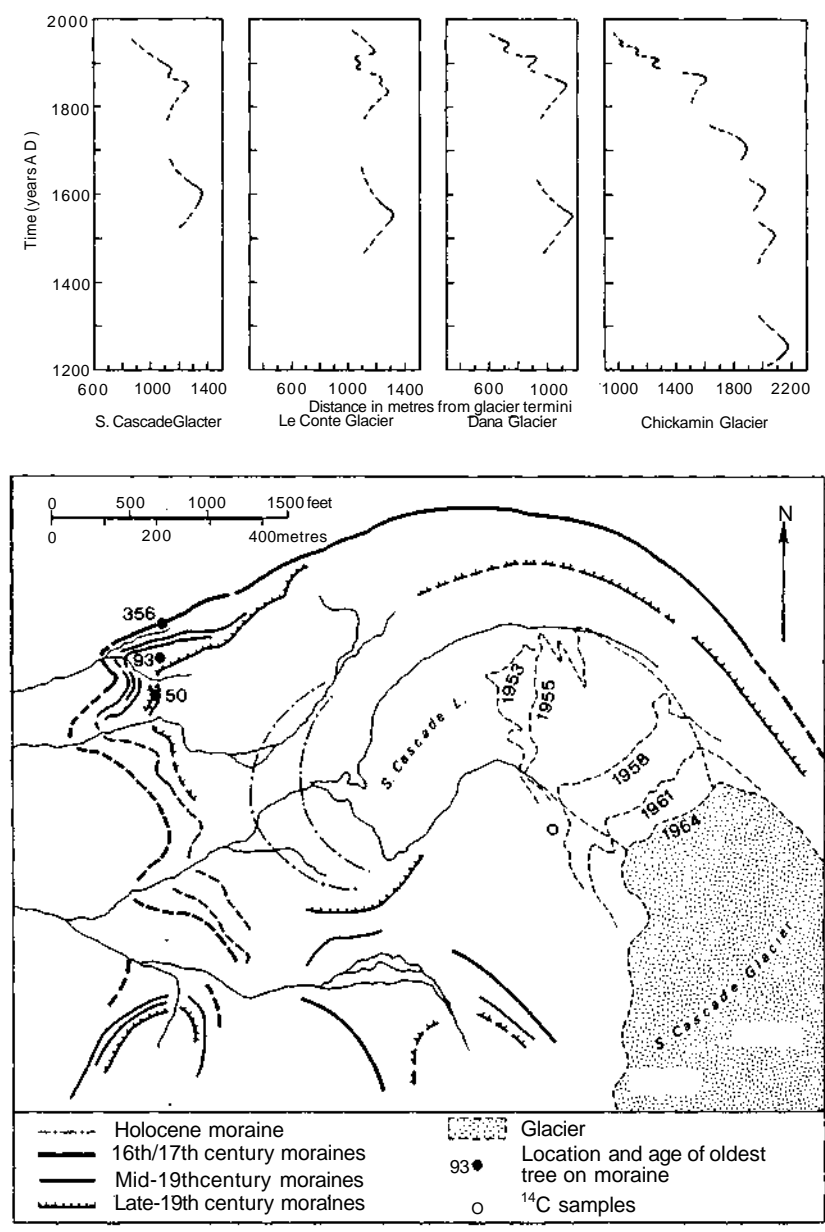 2000
1800
1600
1400
1200
Time (years A D)
600 1000 1400
600 1000 1400
600 1000
1000 1400 1800 2200
Distance in metres from glacier termini
S. CascadeGlacter
Le Conte Glacier
Dana Glacier
Chickamin Glacier
0 500 1000 1500 feet
0 200 400metres
N
356
93
50
1953
1955
S Cascade L.
1958
1961
1964
S Cascade Glacier
Holocene moraine
16th/17th century moraines
Mid-19thcentury moraines
Late-19th century moraines
Glacier
93 Location and age of oldest
tree on moraine
14C samples